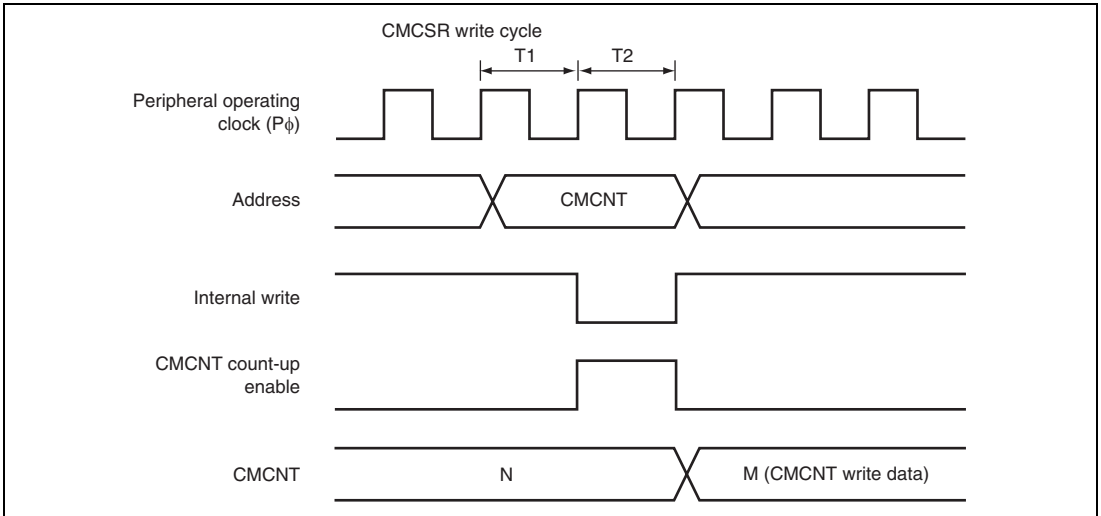 CMCSR write cycle
T1 T2
Peripheral operating
clock (Pϕ)
Address
CMCNT
Internal write
CMCNT count-up
enable
CMCNT
N
M (CMCNT write data)